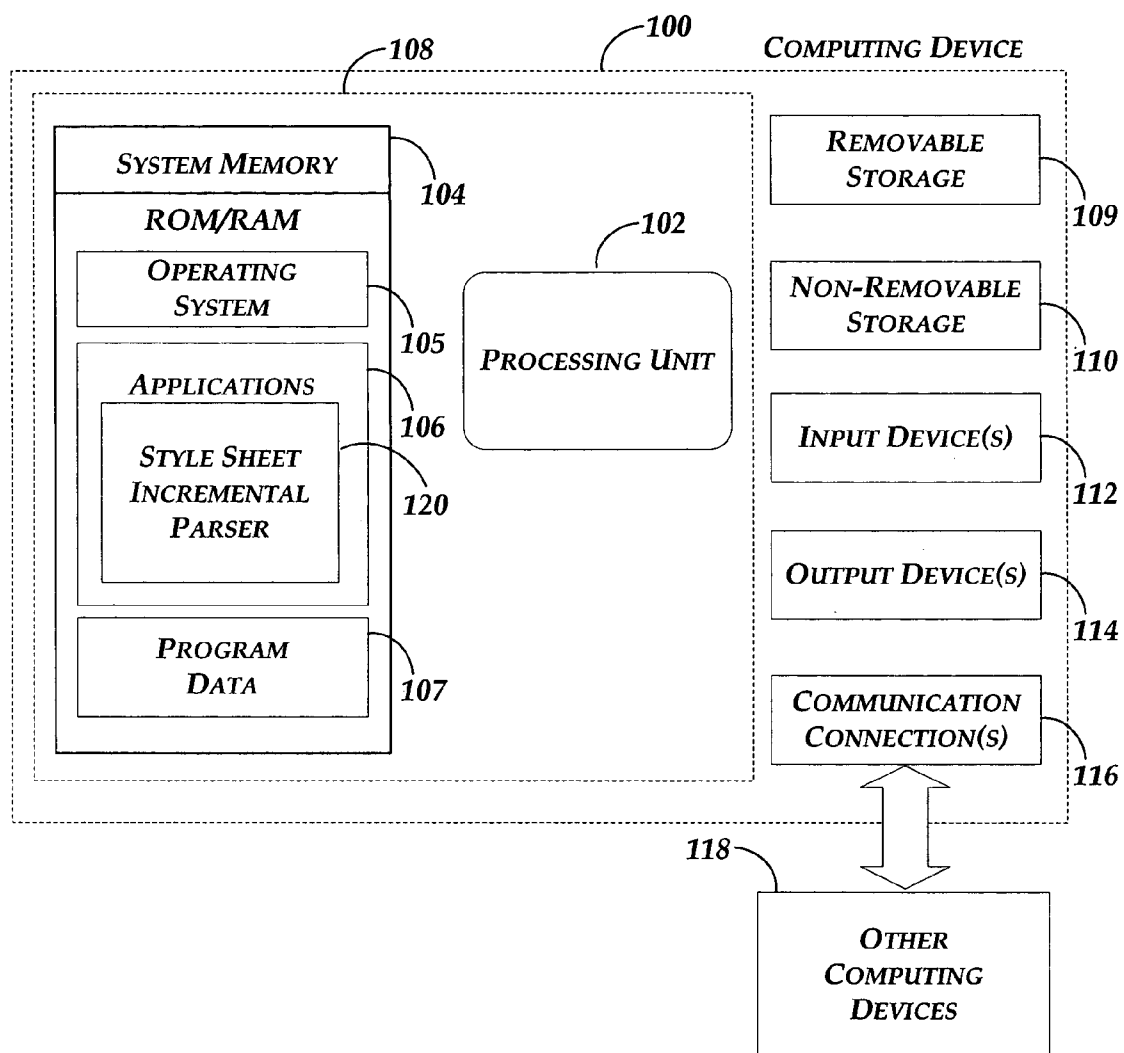 100
COMPUTING DEVICE
108
SYSTEM MEMORY
104
ROM/RAM
OPERATING
SYSTEM
105
APPLICATIONS
106
STYLE SHEET
INCREMENTAL
PARSER
120
PROGRAM
DATA
107
102
PROCESSING UNIT
REMOVABLE
STORAGE
109
NON-REMOVABLE
STORAGE
110
INPUT DEVICE(S)
112
OUTPUT DEVICE(S)
114
COMMUNICATION
CONNECTION(S)
116
118
OTHER
COMPUTING
DEVICES